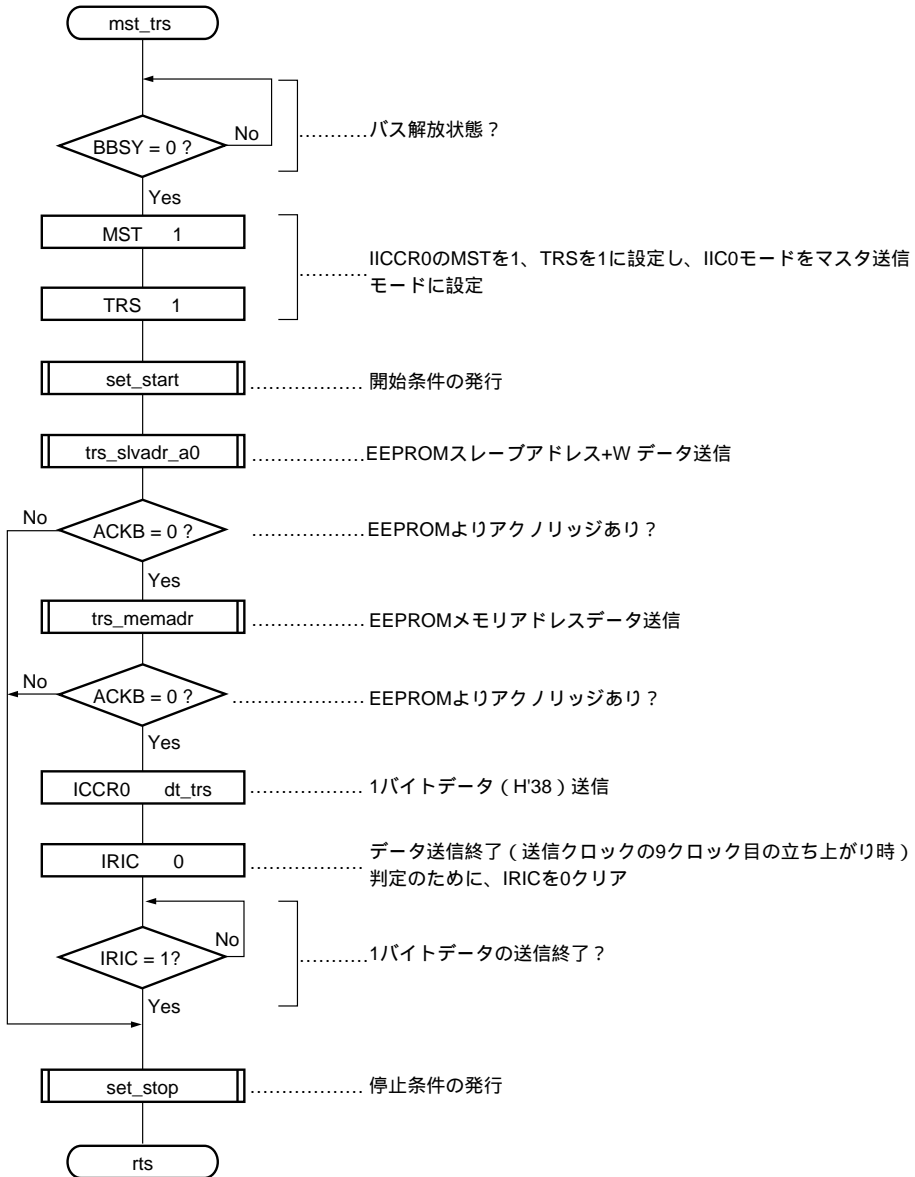 mst_trs
BBSY = 0 ?
No
...........バス解放状態？
Yes
MST 1
TRS 1
...........IICCR0のMSTを1、TRSを1に設定し、IIC0モードをマスタ送信
モードに設定
set_start
.................. 開始条件の発行
trs_slvadr_a0
..................EEPROMスレーブアドレス+W データ送信
No
ACKB = 0 ?
..................EEPROMよりアクノリッジあり？
Yes
trs_memadr
.................. EEPROMメモリアドレスデータ送信
No
ACKB = 0 ?
.................... EEPROMよりアクノリッジあり？
Yes
ICCR0 dt_trs
.................. 1バイトデータ（H'38）送信
IRIC 0
.................. データ送信終了（送信クロックの9クロック目の立ち上がり時）
判定のために、IRICを0クリア
No
IRIC = 1?
...........1バイトデータの送信終了？
Yes
set_stop
.................. 停止条件の発行
rts